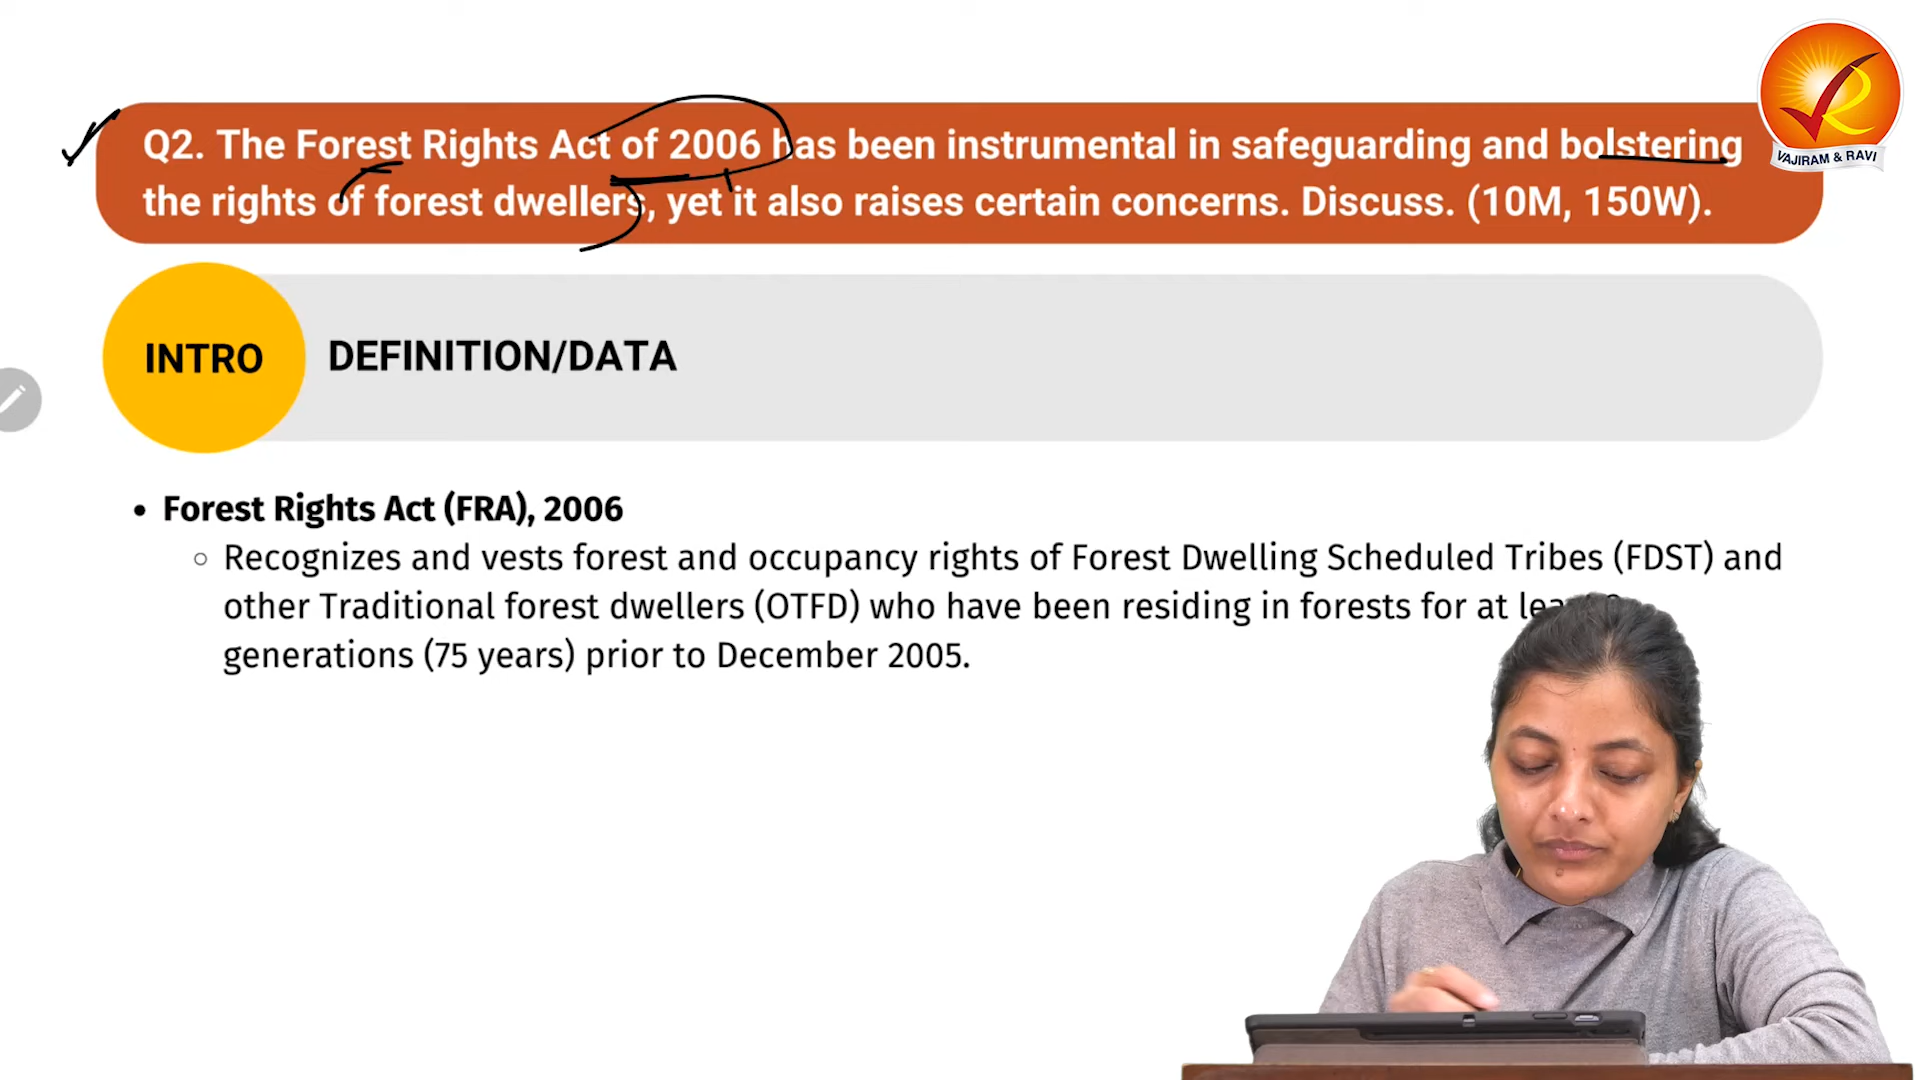 Q2. The Forest Rights Act of 2006 has been instrumental in safeguarding and bolstering
the rights of forest dwellers, yet it also raises certain concerns. Discuss. (10M, 150W).
VAJIRAM & RAVI
INTRO
DEFINITION/DATA
• Forest Rights Act (FRA), 2006
○ Recognizes and vests forest and occupancy rights of Forest Dwelling Scheduled Tribes (FDST) and
other Traditional forest dwellers (OTFD) who have been residing in forests for at
generations (75 years) prior to December 2005.